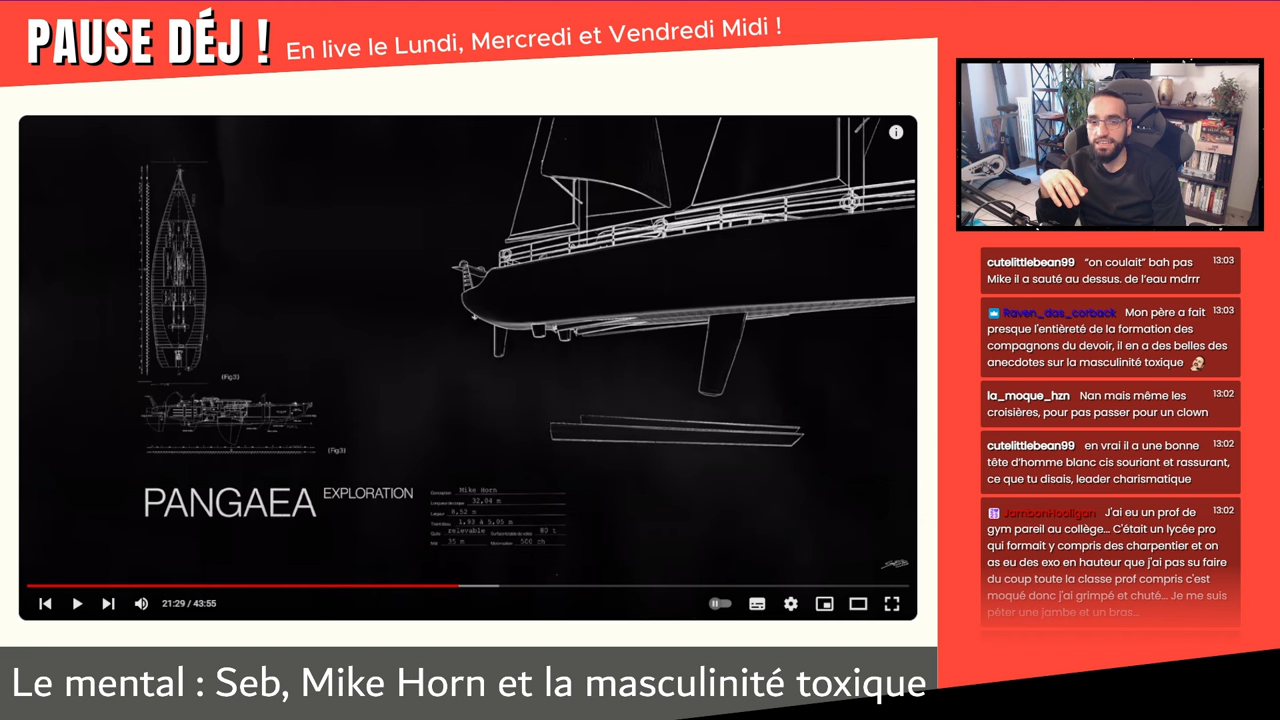 PAUSE DÉJ !
En live le Lundi, Mercredi et Vendredi Midi !
(Fig3)
(Fig3)
PANGAEA EXPLORATION
Mike Horn
32,64 m
8,52 m
1,93 à 5,05 m
relevable
80 t
Mât 35 m
500 ch
21:29 / 43:55
cutelittlebean99 “on coulait” bah pas 13:03
Mike il a sauté au dessus. de l’eau mdrrr
Raven_das_corback Mon père a fait 13:03
presque l'entièreté de la formation des
compagnons du devoir, il en a des belles des
anecdotes sur la masculinité toxique
la_moque_hzn Nan mais même les 13:02
croisières, pour pas passer pour un clown
cutelittlebean99 en vrai il a une bonne 13:02
tête d’homme blanc cis souriant et rassurant,
ce que tu disais, leader charismatique
JambonHooligan J'ai eu un prof de 13:02
gym pareil au collège... C'était un lycée pro
qui formait y compris des charpentier et on
as eu des exo en hauteur que j'ai pas su faire
du coup toute la classe prof compris c'est
moqué donc j'ai grimpé et chuté... Je me suis
péter une jambe et un bras...
Le mental : Seb, Mike Horn et la masculinité toxique